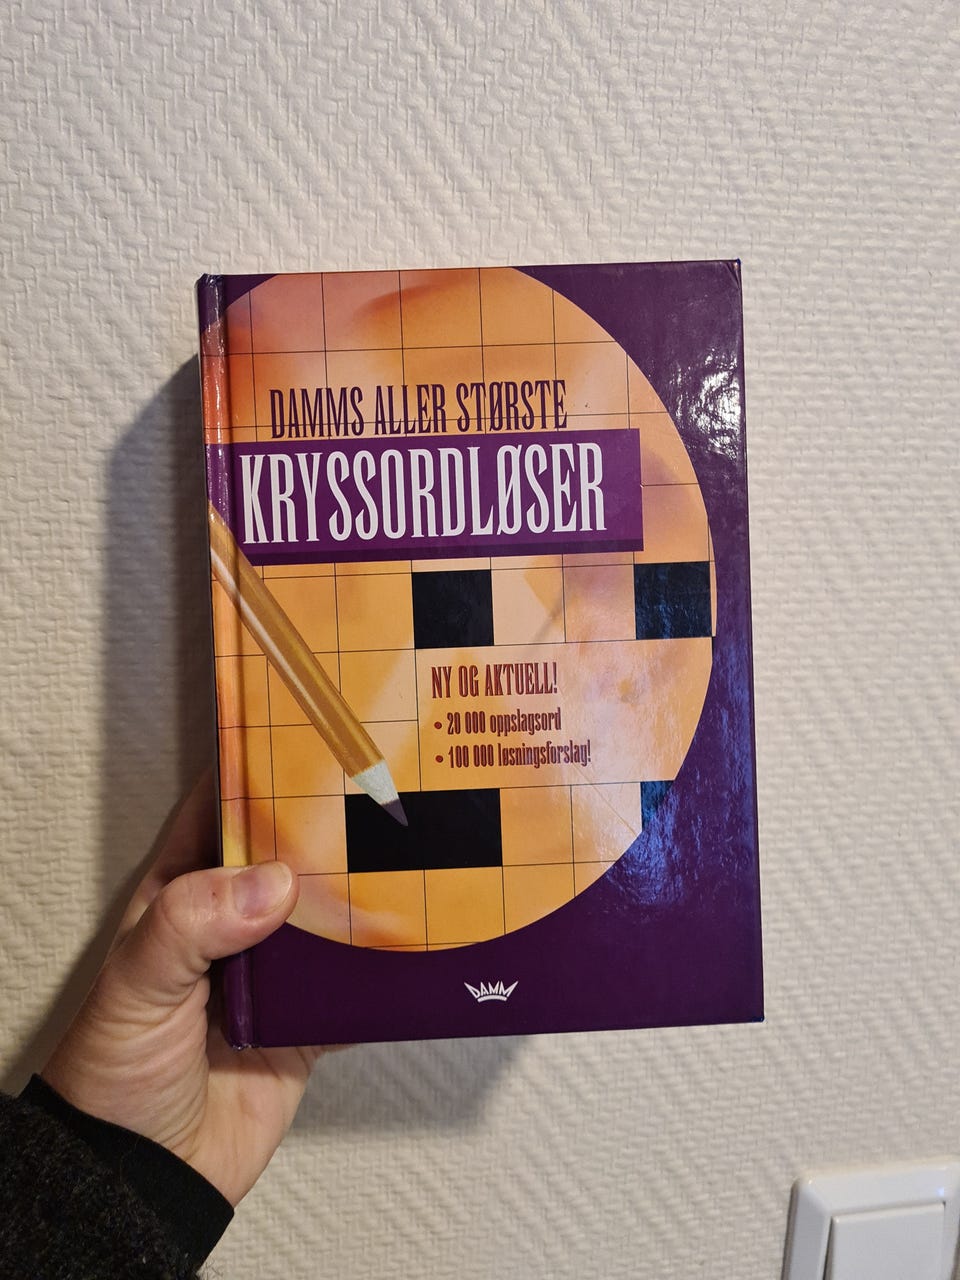 DAMMS ALLER STØRSTE
KRYSSORDLØSER
NY OG AKTUELL!
• 20 000 oppslagsord
• 100 000 løsningsforslag!
DAMM